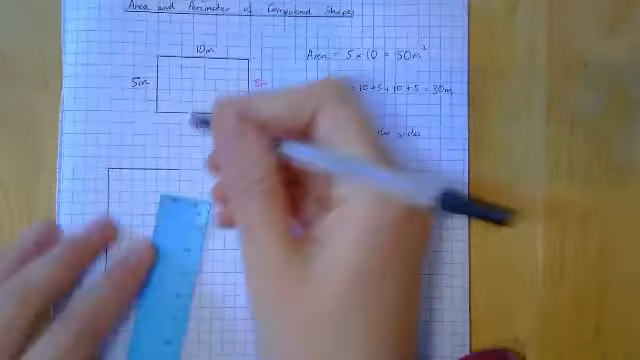 Area and Perimeter of Compound Shapes
10m
Area = 5 × 10 = 50m²
5m
5m
= 10 + 5 + 10 + 5 = 30m
sides